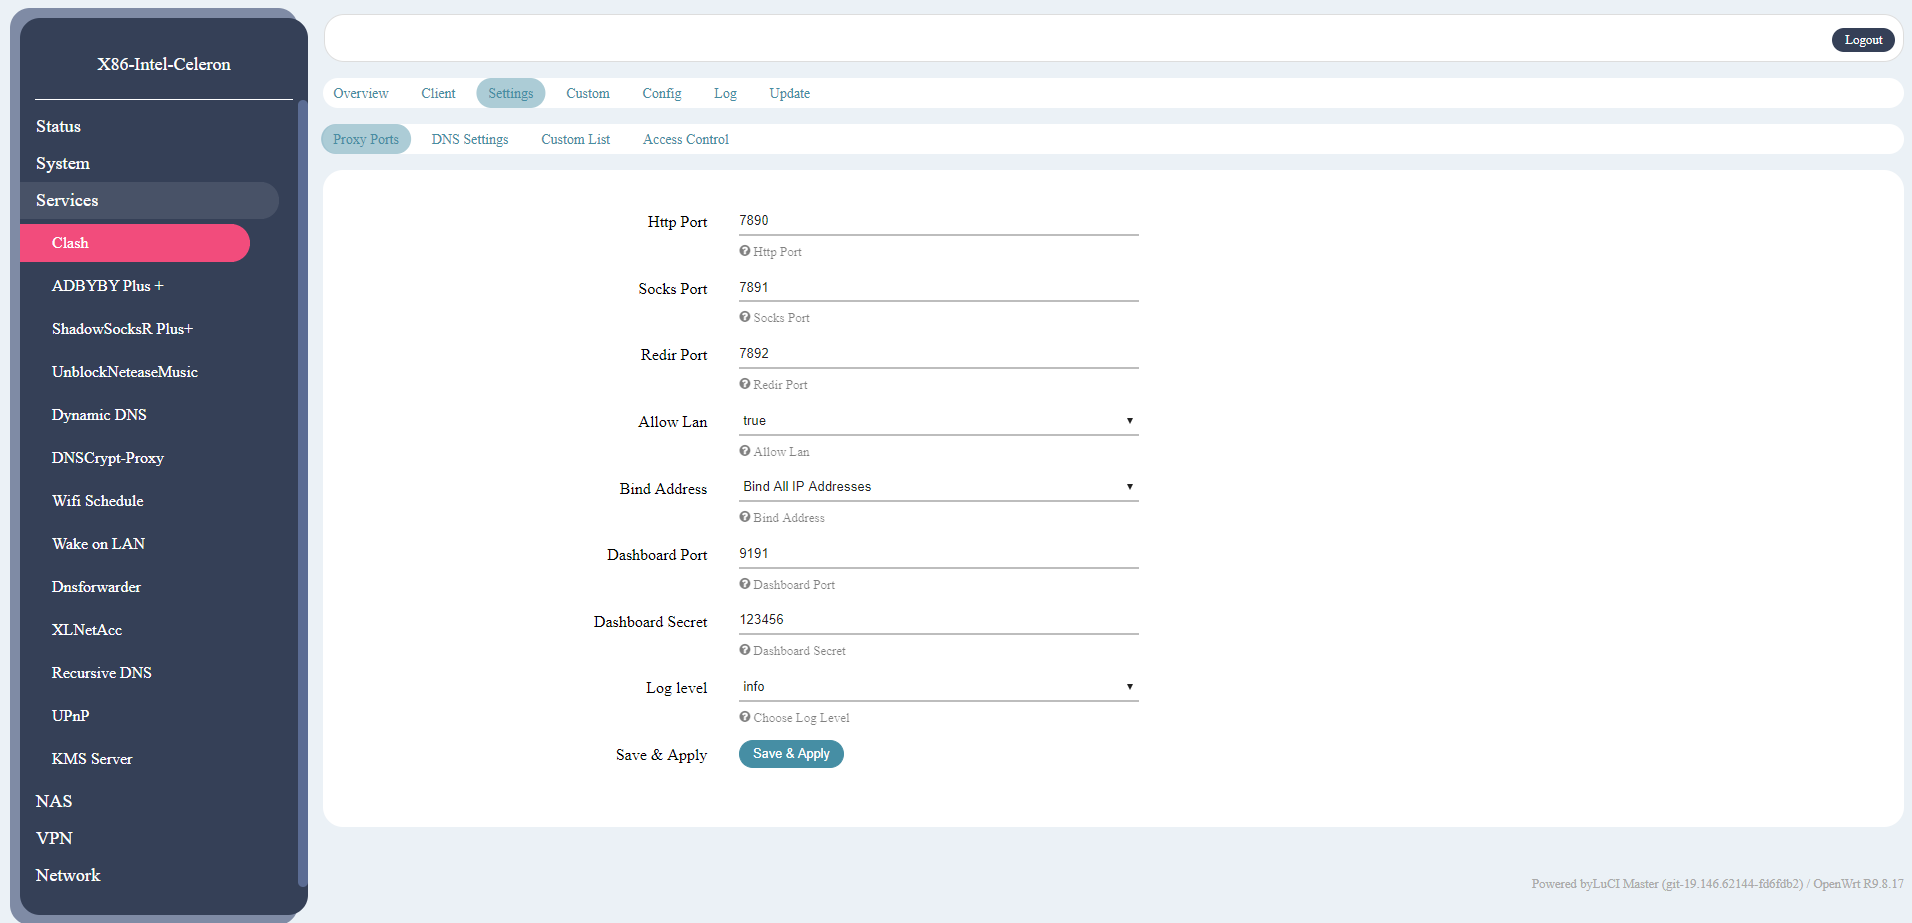 X86-Intel-Celeron
Status
System
Services
Clash
ADBYBY Plus +
ShadowSocksR Plus+
UnblockNeteaseMusic
Dynamic DNS
DNSCrypt-Proxy
Wifi Schedule
Wake on LAN
Dnsforwarder
XLNetAcc
Recursive DNS
UPnP
KMS Server
NAS
VPN
Network
Logout
Overview Client Settings Custom Config Log Update
Proxy Ports DNS Settings Custom List Access Control
Http Port 7890
Http Port
Socks Port 7891
Socks Port
Redir Port 7892
Redir Port
Allow Lan true
Allow Lan
Bind Address Bind All IP Addresses
Bind Address
Dashboard Port 9191
Dashboard Port
Dashboard Secret 123456
Dashboard Secret
Log level info
Choose Log Level
Save & Apply Save & Apply
Powered byLuCI Master (git-19.146.62144-fd6fdb2) / OpenWrt R9.8.17